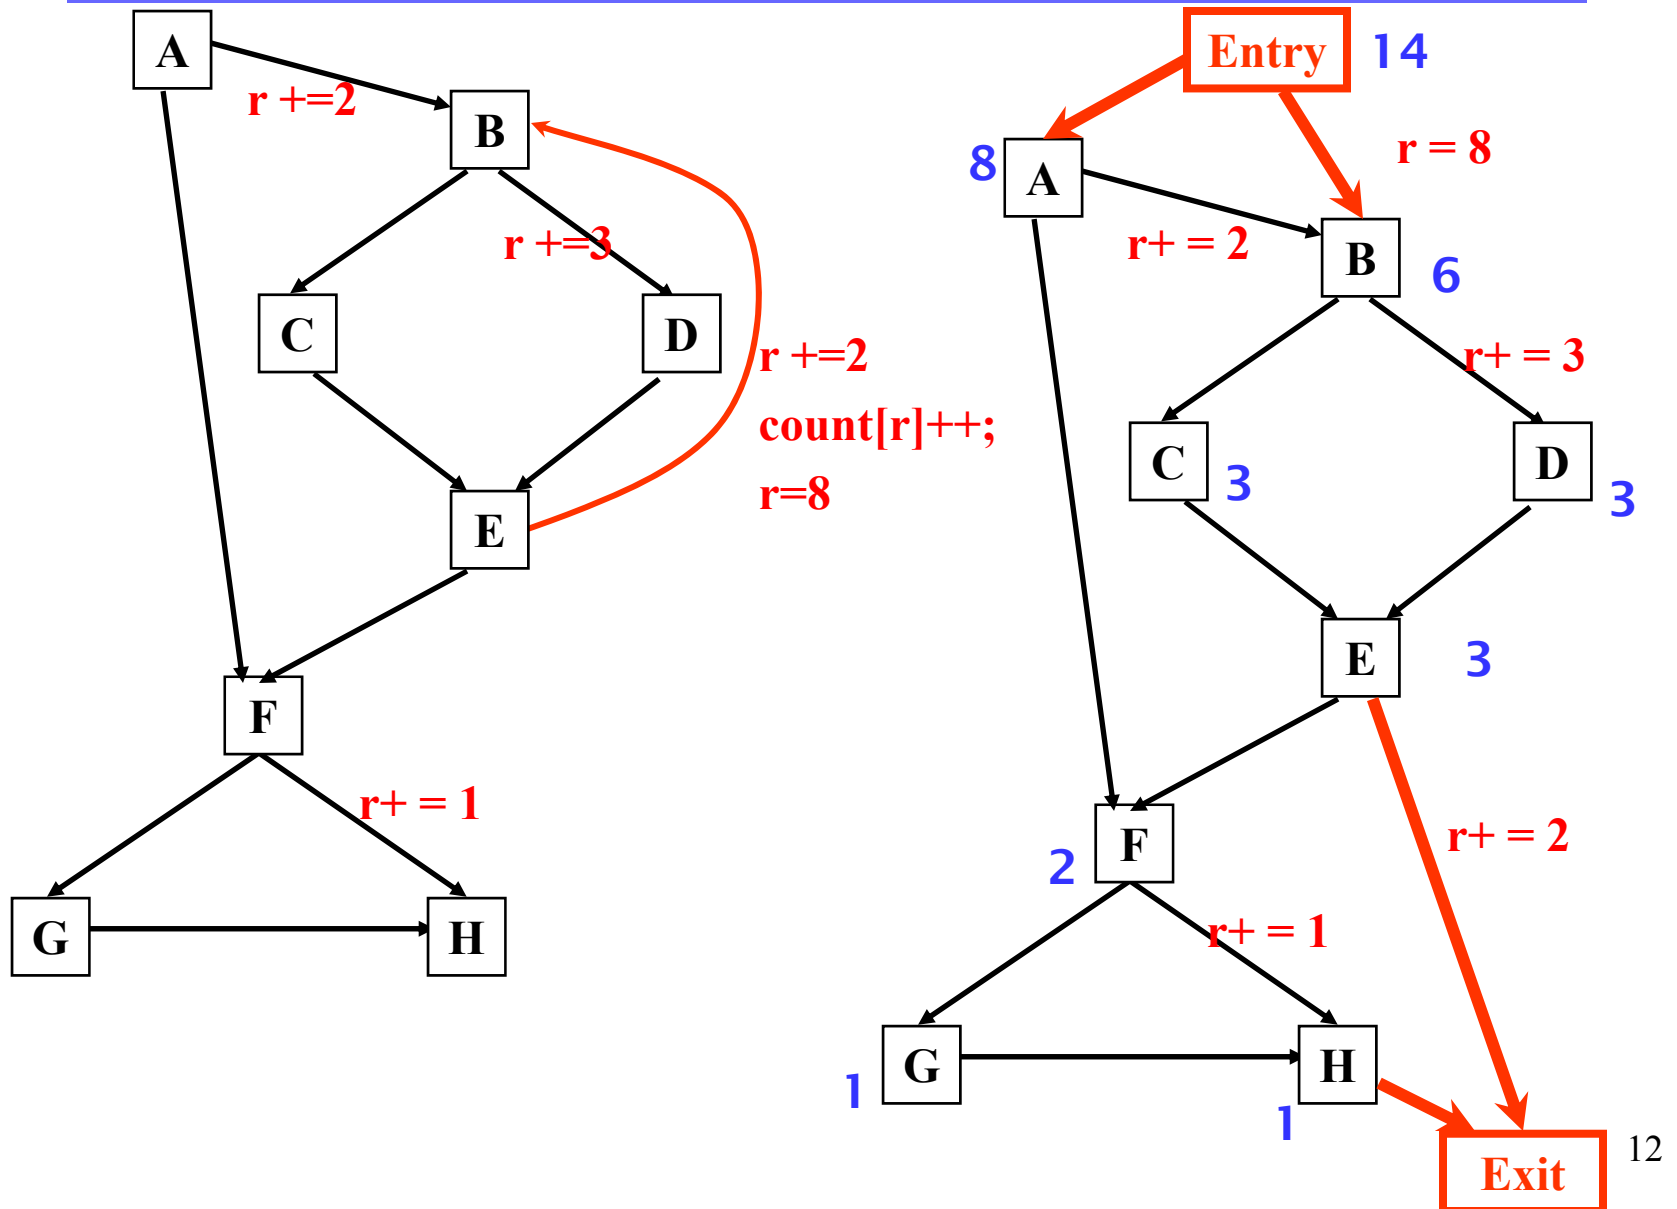 A
r +=2
B
r +=3
C
D
r +=2
count[r]++;
r=8
E
F
r+ = 1
G
H
Entry
14
r = 8
8
A
r+ = 2
B
6
r+ = 3
C
3
D
3
E
3
F
2
r+ = 2
r+ = 1
G
1
H
1
Exit
12